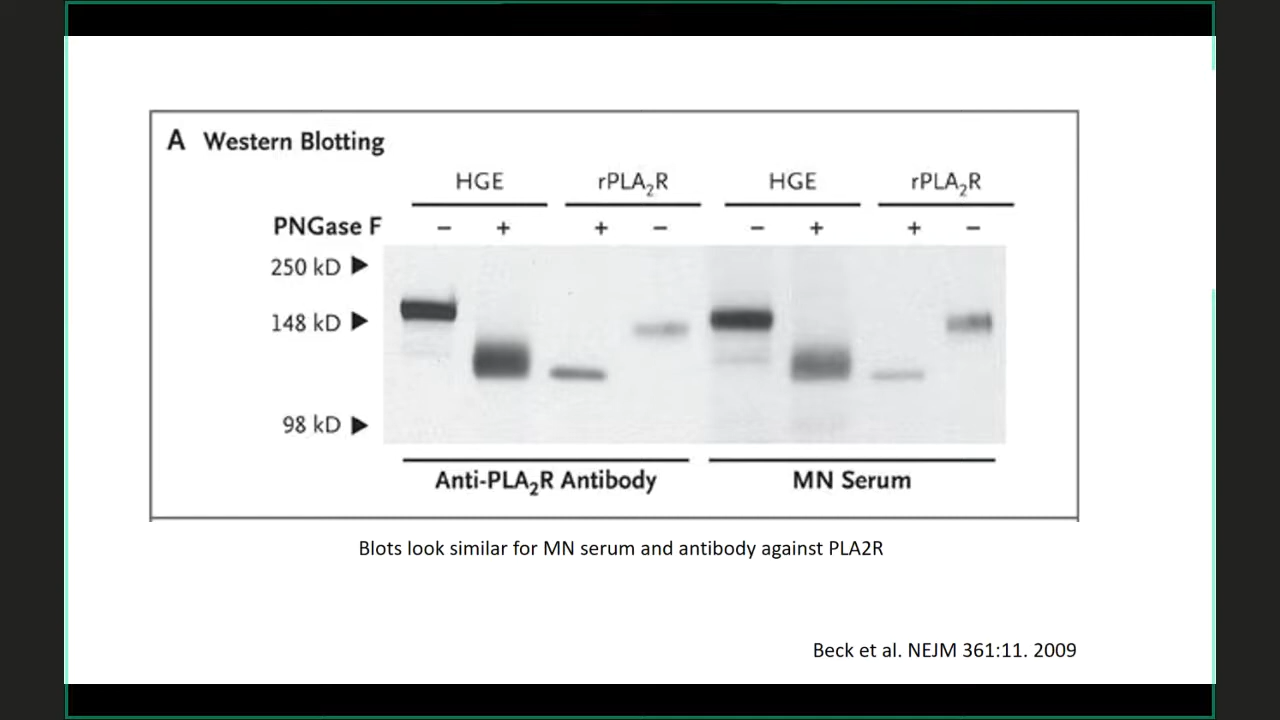 A Western Blotting
HGE rPLA₂R HGE rPLA₂R
PNGase F − + + − − + + −
250 kD ▶
148 kD ▶
98 kD ▶
Anti-PLA₂R Antibody MN Serum
Blots look similar for MN serum and antibody against PLA2R
Beck et al. NEJM 361:11. 2009